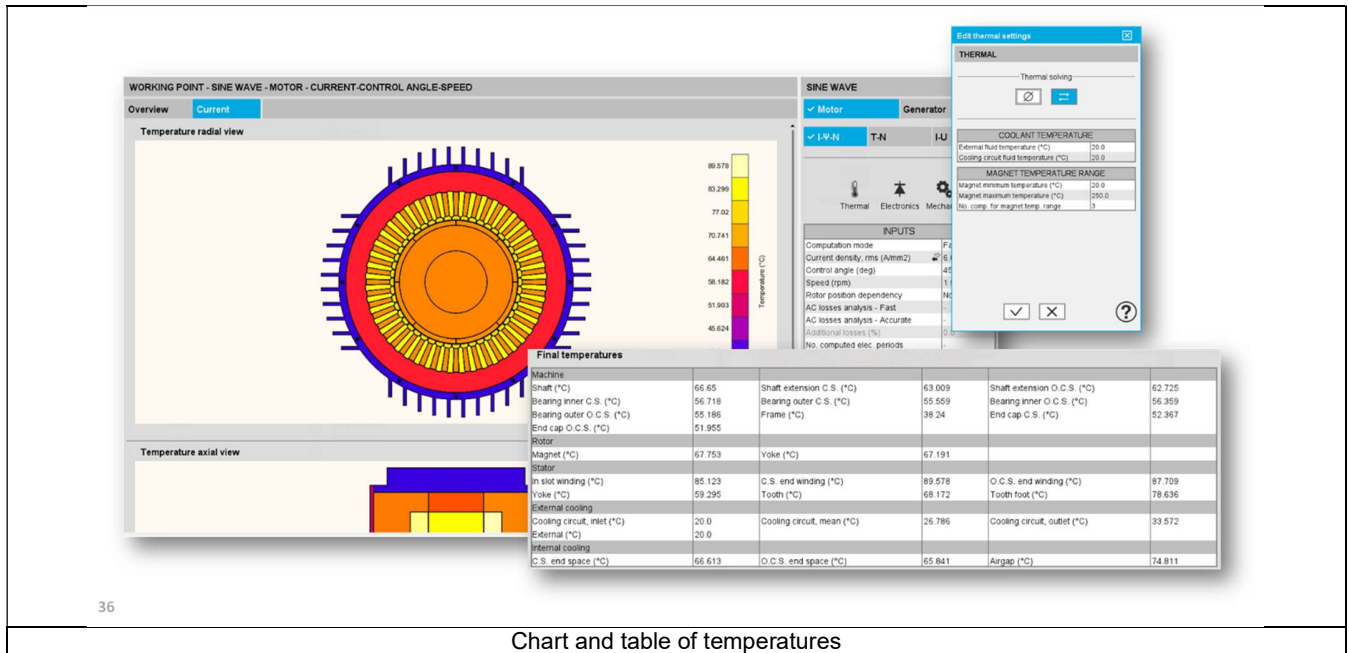 Edit thermal settings
THERMAL
Thermal solving
COOLANT TEMPERATURE
External fluid temperature (°C) 20.0
Cooling circuit fluid temperature (°C) 20.0
MAGNET TEMPERATURE RANGE
Magnet minimum temperature (°C) 20.0
Magnet maximum temperature (°C) 250.0
No. comp. for magnet temp. range 3
?
WORKING POINT - SINE WAVE - MOTOR - CURRENT-CONTROL ANGLE-SPEED
Overview Current
Temperature radial view
89.578
83.299
77.02
70.741
64.461
58.182
51.903
45.624
Temperature (°C)
SINE WAVE
Motor Generator
I-Ψ-N T-N I-U
Thermal Electronics
INPUTS
Computation mode
Current density, rms (A/mm2)
Control angle (deg)
Speed (rpm)
Rotor position dependency
AC losses analysis - Fast
AC losses analysis - Accurate
Additional losses (%)
No. computed elec. periods
Temperature axial view
Final temperatures
Machine
Shaft (°C) 66.65 Shaft extension C.S. (°C) 63.009 Shaft extension O.C.S. (°C) 62.725
Bearing inner C.S. (°C) 56.718 Bearing outer C.S. (°C) 55.559 Bearing inner O.C.S. (°C) 56.359
Bearing outer O.C.S. (°C) 55.186 Frame (°C) 38.24 End cap C.S. (°C) 52.367
End cap O.C.S. (°C) 51.955
Rotor
Magnet (°C) 67.753 Yoke (°C) 67.191
Stator
In slot winding (°C) 85.123 C.S. end winding (°C) 89.578 O.C.S. end winding (°C) 87.709
Yoke (°C) 59.295 Tooth (°C) 68.172 Tooth foot (°C) 78.636
External cooling
Cooling circuit, inlet (°C) 20.0 Cooling circuit, mean (°C) 26.786 Cooling circuit, outlet (°C) 33.572
External (°C) 20.0
Internal cooling
C.S. end space (°C) 66.613 O.C.S. end space (°C) 65.841 Airgap (°C) 74.811
36
Chart and table of temperatures